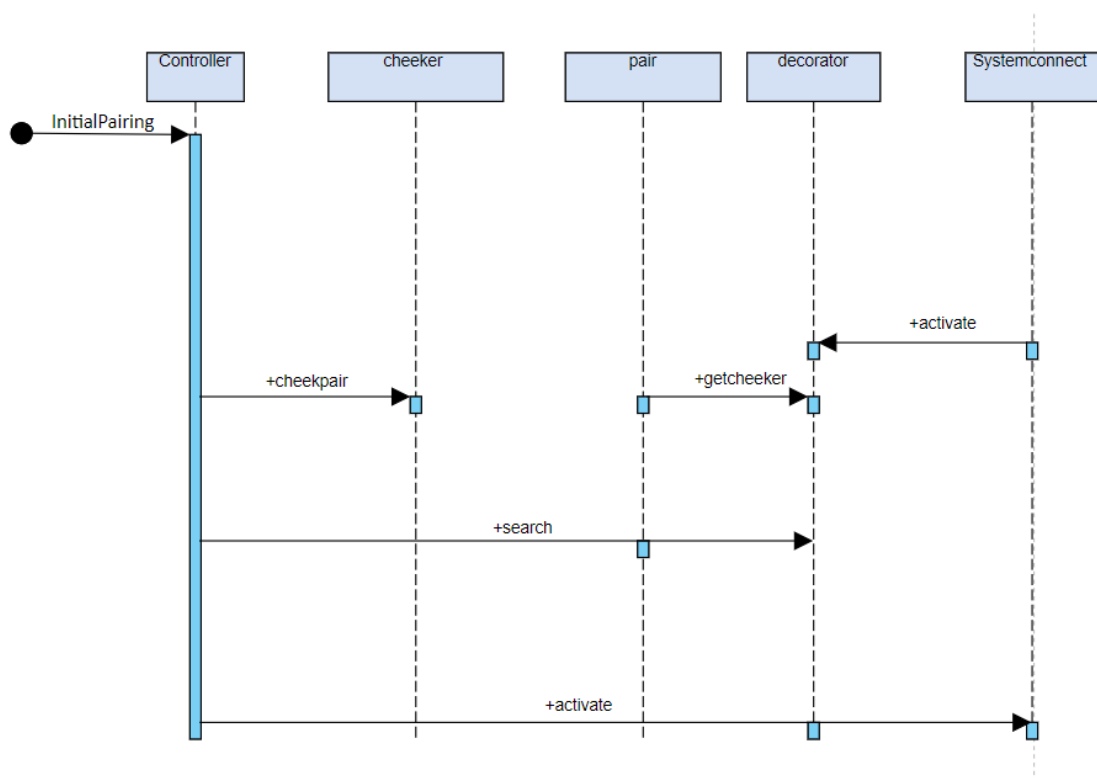 Controller
cheeker
pair
decorator
Systemconnect
InitialPairing
+activate
+cheekpair
+getcheeker
+search
+activate